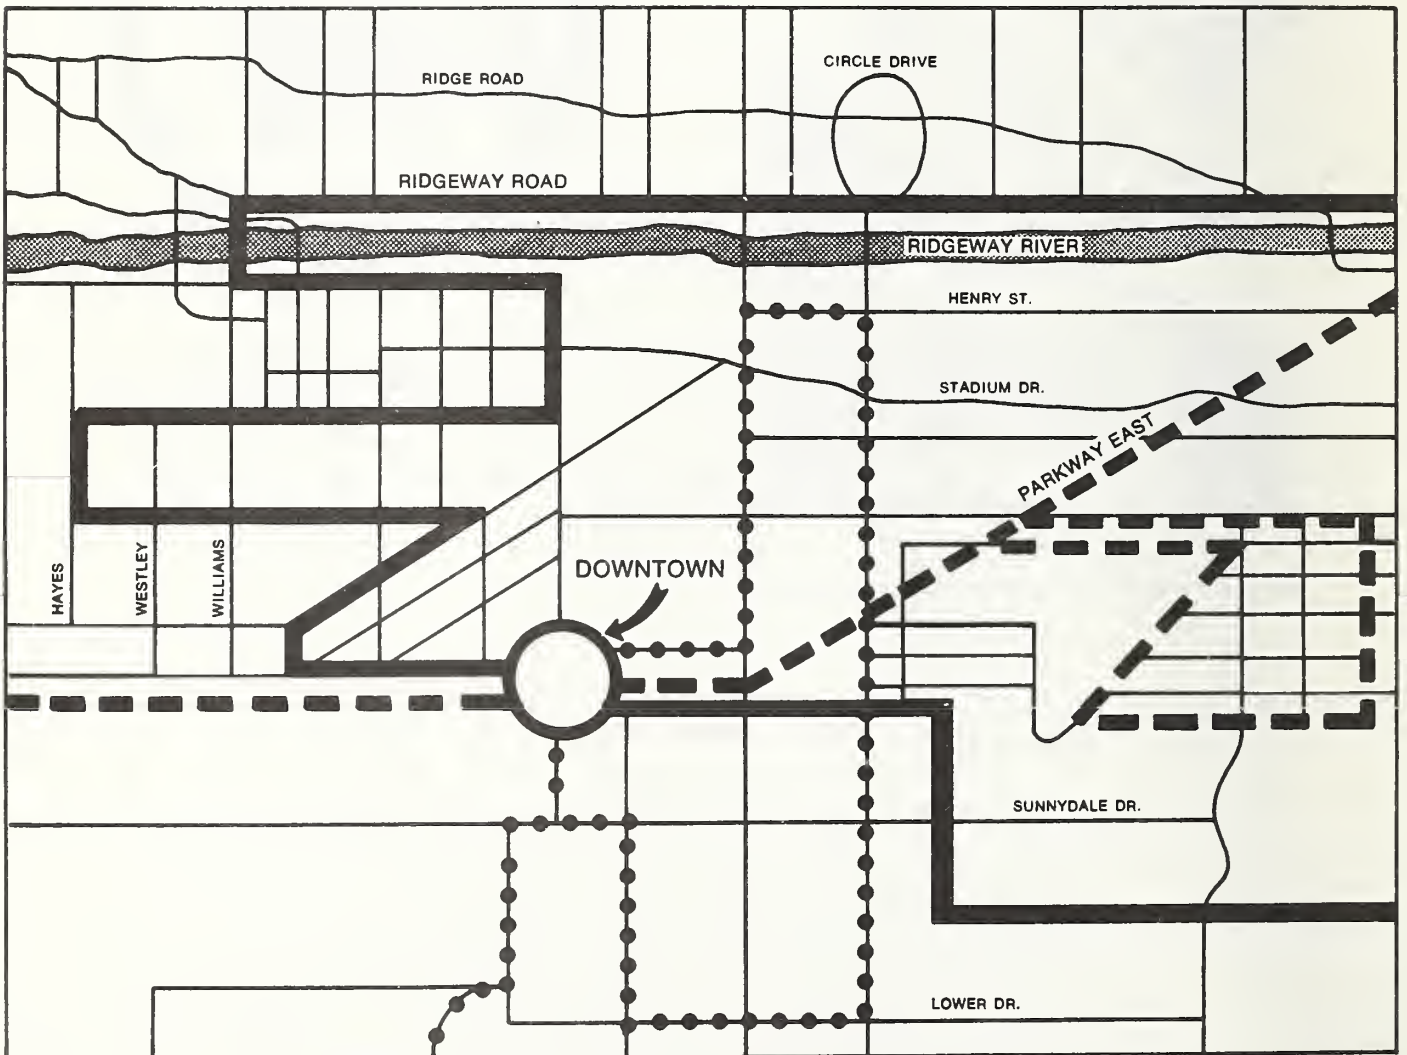 CIRCLE DRIVE
RIDGE ROAD
RIDGEWAY ROAD
RIDGEWAY RIVER
HENRY ST.
STADIUM DR.
PARKWAY EAST
HAYES
WESTLEY
WILLIAMS
DOWNTOWN
SUNNYDALE DR.
LOWER DR.